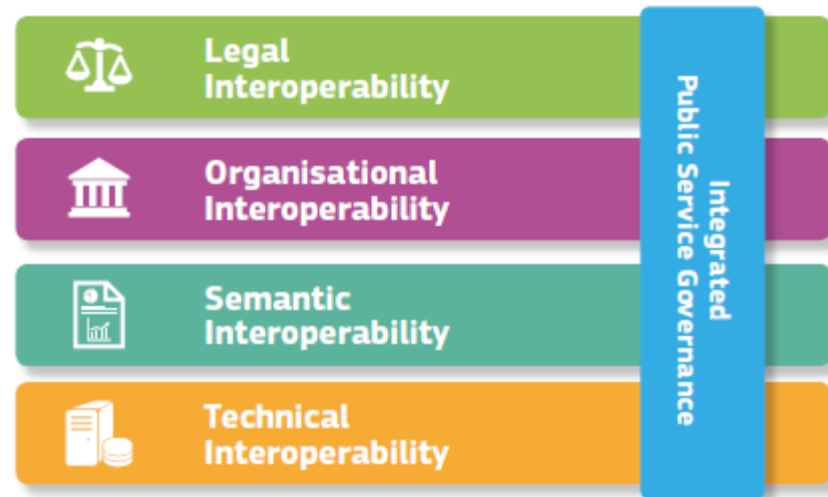 Legal
Interoperability
Organisational
Interoperability
Semantic
Interoperability
Technical
Interoperability
Integrated
Public Service Governance